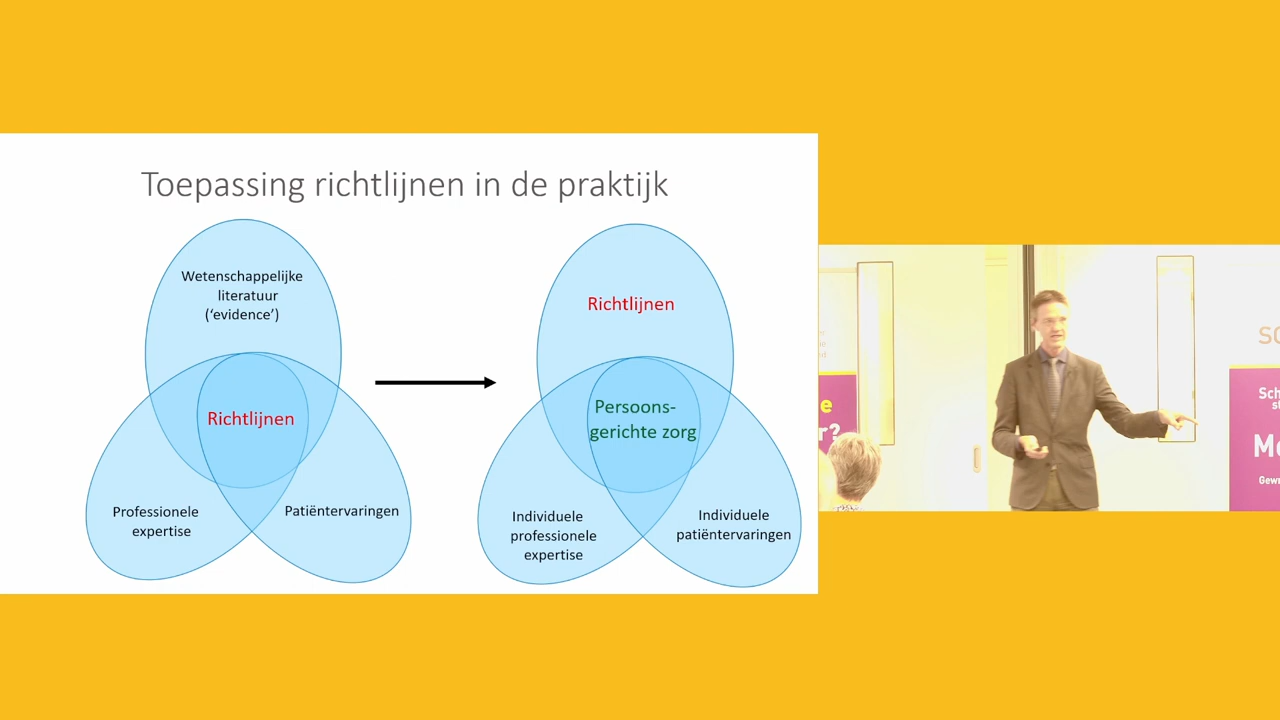 Toepassing richtlijnen in de praktijk
Wetenschappelijke
literatuur
(‘evidence’)
Richtlijnen
Professionele
expertise
Patiëntervaringen
Richtlijnen
Persoons-
gerichte zorg
Individuele
professionele
expertise
Individuele
patiëntervaringen